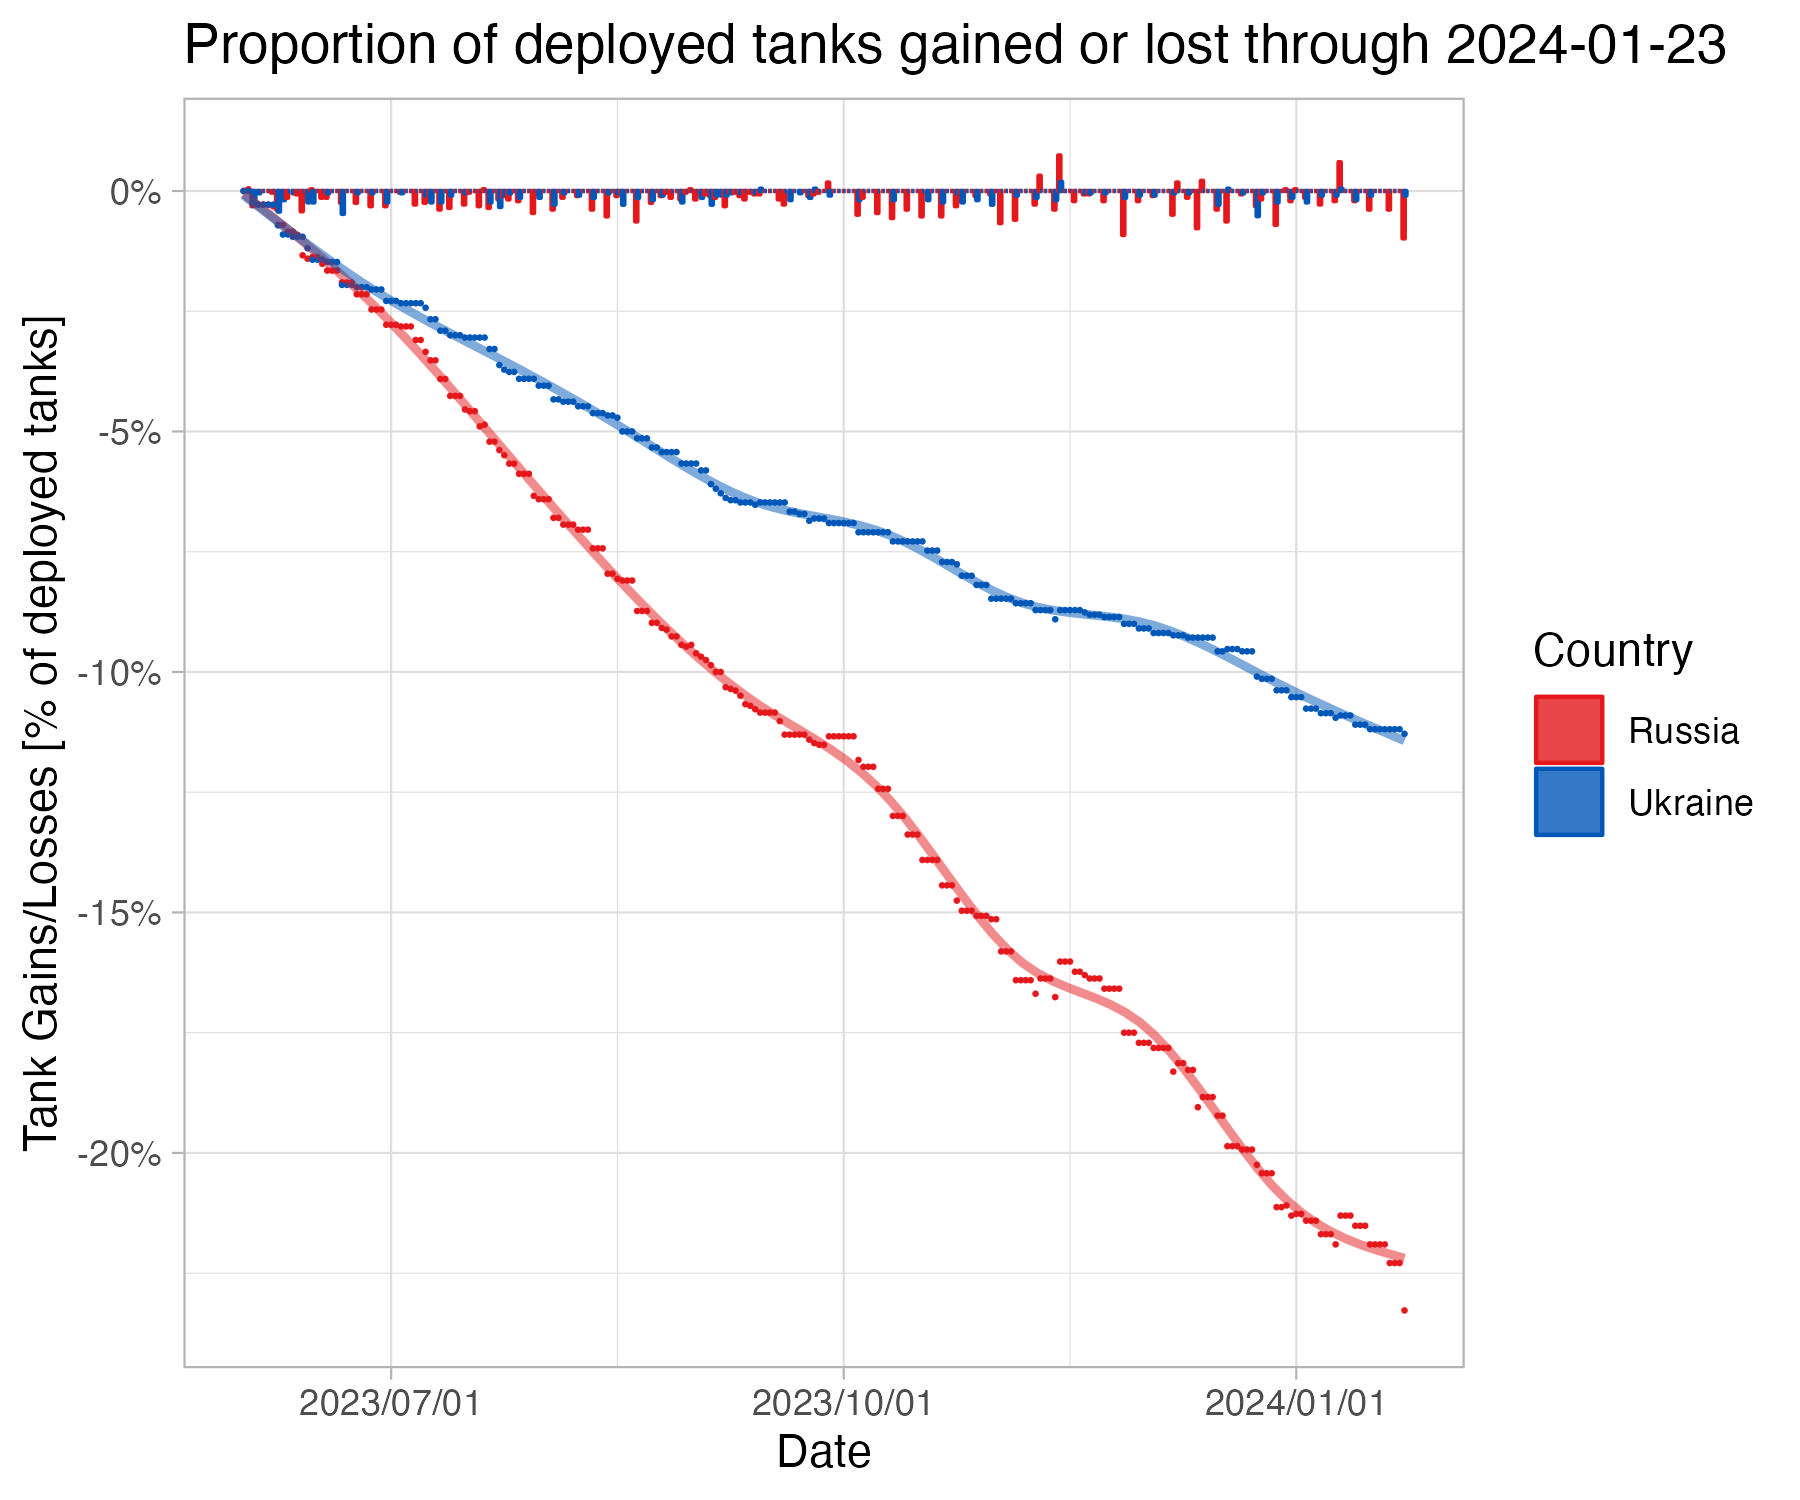 Proportion of deployed tanks gained or lost through 2024-01-23
Tank Gains/Losses [% of deployed tanks]
0%
-5%
-10%
-15%
-20%
2023/07/01
2023/10/01
2024/01/01
Date
Country
Russia
Ukraine